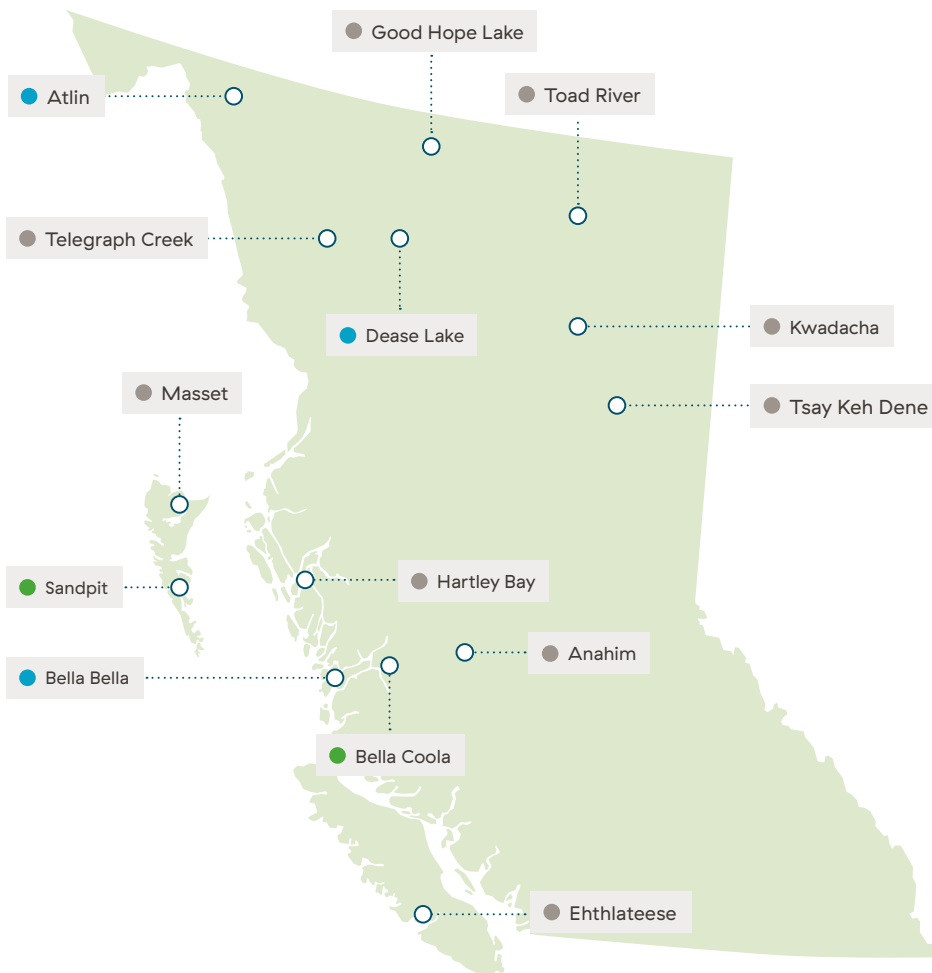 Good Hope Lake
Toad River
Atlin
Telegraph Creek
Dease Lake
Kwadacha
Masset
Tsay Keh Dene
Hartley Bay
Sandpit
Anahim
Bella Bella
Bella Coola
Ehthlateese